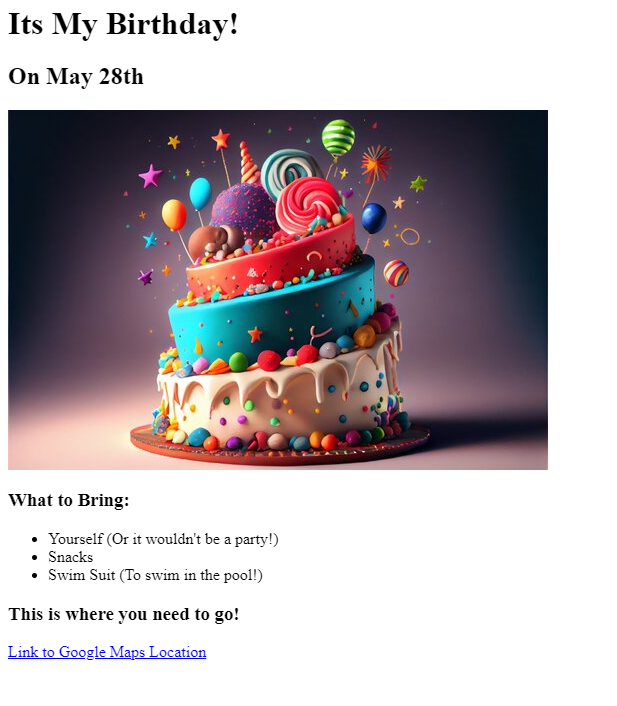 Its My Birthday!
On May 28th
What to Bring:
Yourself (Or it wouldn't be a party!)
Snacks
Swim Suit (To swim in the pool!)
This is where you need to go!
Link to Google Maps Location